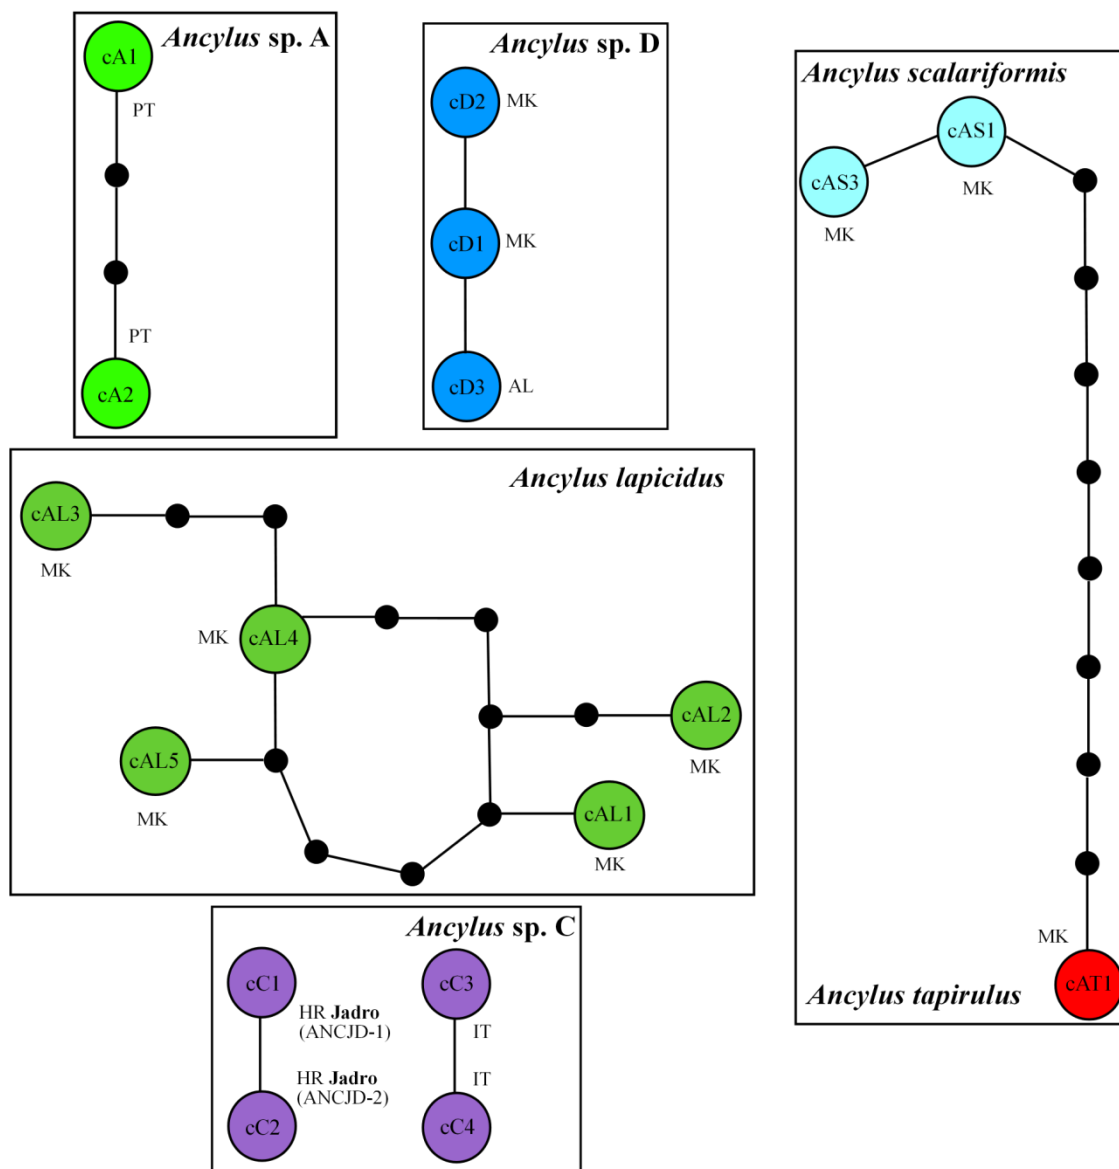 Ancylus sp. A
cA1
PT
PT
cA2
Ancylus sp. D
cD2
MK
cD1
MK
cD3
AL
Ancylus scalariformis
cAS1
cAS3
MK
MK
MK
cAT1
Ancylus tapirulus
Ancylus lapicidus
cAL3
MK
MK
cAL4
cAL2
MK
cAL5
MK
cAL1
MK
Ancylus sp. C
cC1
HR Jadro
(ANCJD-1)
HR Jadro
(ANCJD-2)
cC2
cC3
IT
IT
cC4